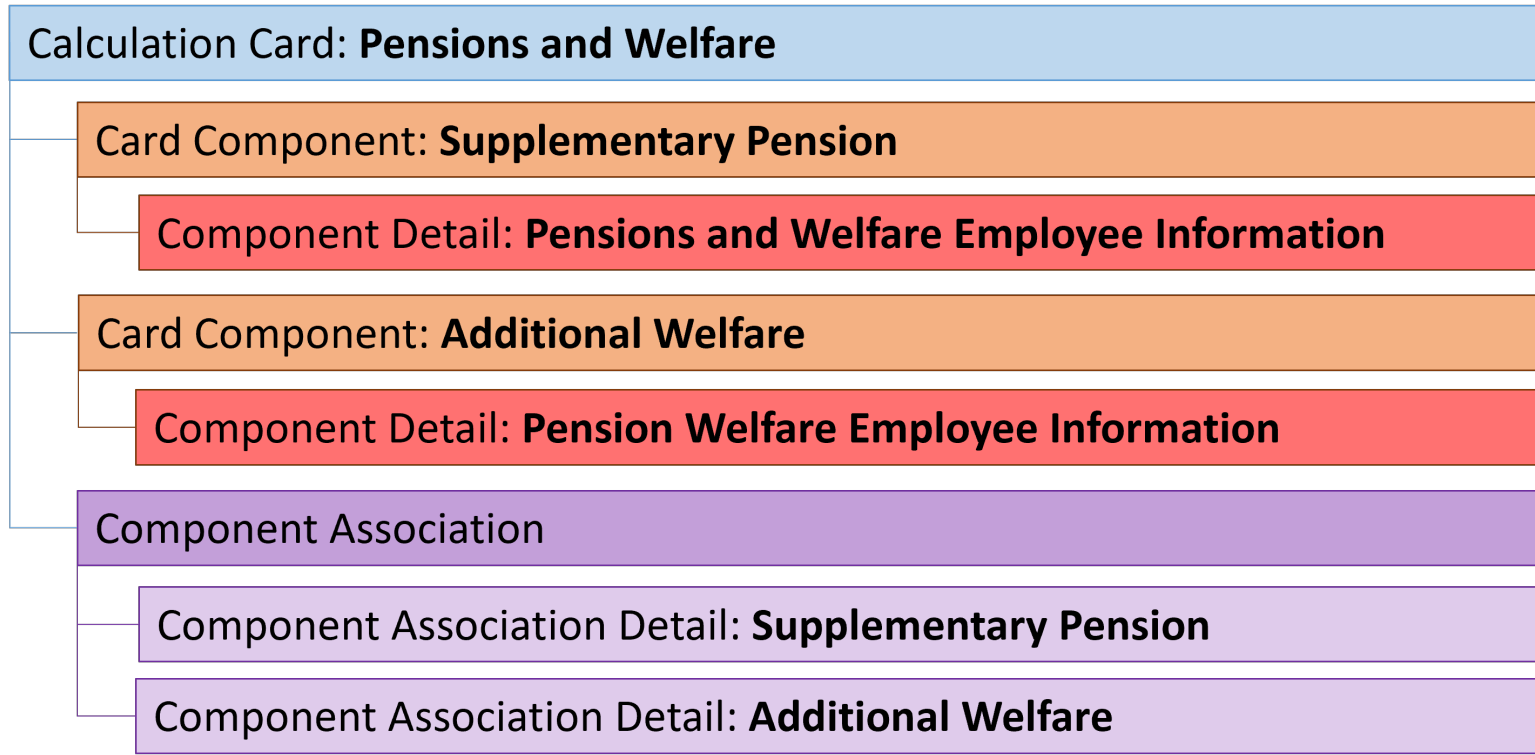 Calculation Card: Pensions and Welfare
Card Component: Supplementary Pension
Component Detail: Pensions and Welfare Employee Information
Card Component: Additional Welfare
Component Detail: Pension Welfare Employee Information
Component Association
Component Association Detail: Supplementary Pension
Component Association Detail: Additional Welfare